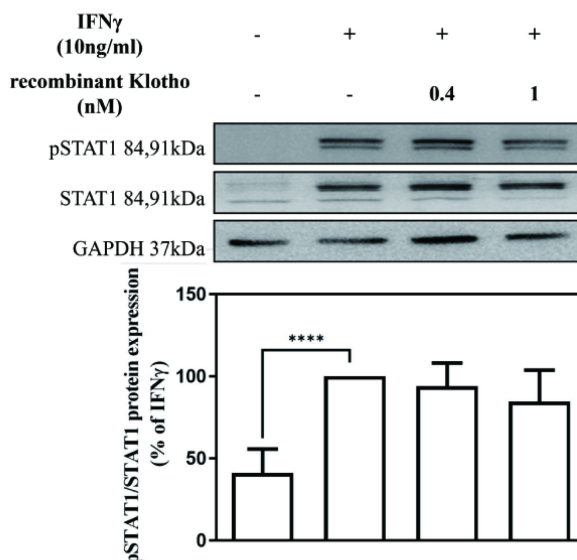 IFNγ - + + +
(10ng/ml)
recombinant Klotho - - 0.4 1
(nM)
pSTAT1 84,91kDa
STAT1 84,91kDa
GAPDH 37kDa
pSTAT1/STAT1 protein expression
(% of IFNγ)
150
100
50
0
****